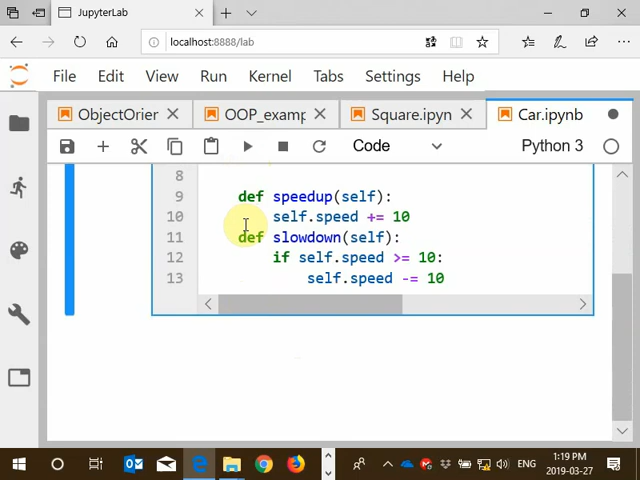 JupyterLab
localhost:8888/lab
File Edit View Run Kernel Tabs Settings Help
ObjectOrier OOP_examp Square.ipyn Car.ipynb
Code Python 3
8
9 def speedup(self):
10 self.speed += 10
11 def slowdown(self):
12 if self.speed >= 10:
13 self.speed -= 10
ENG
1:19 PM
2019-03-27